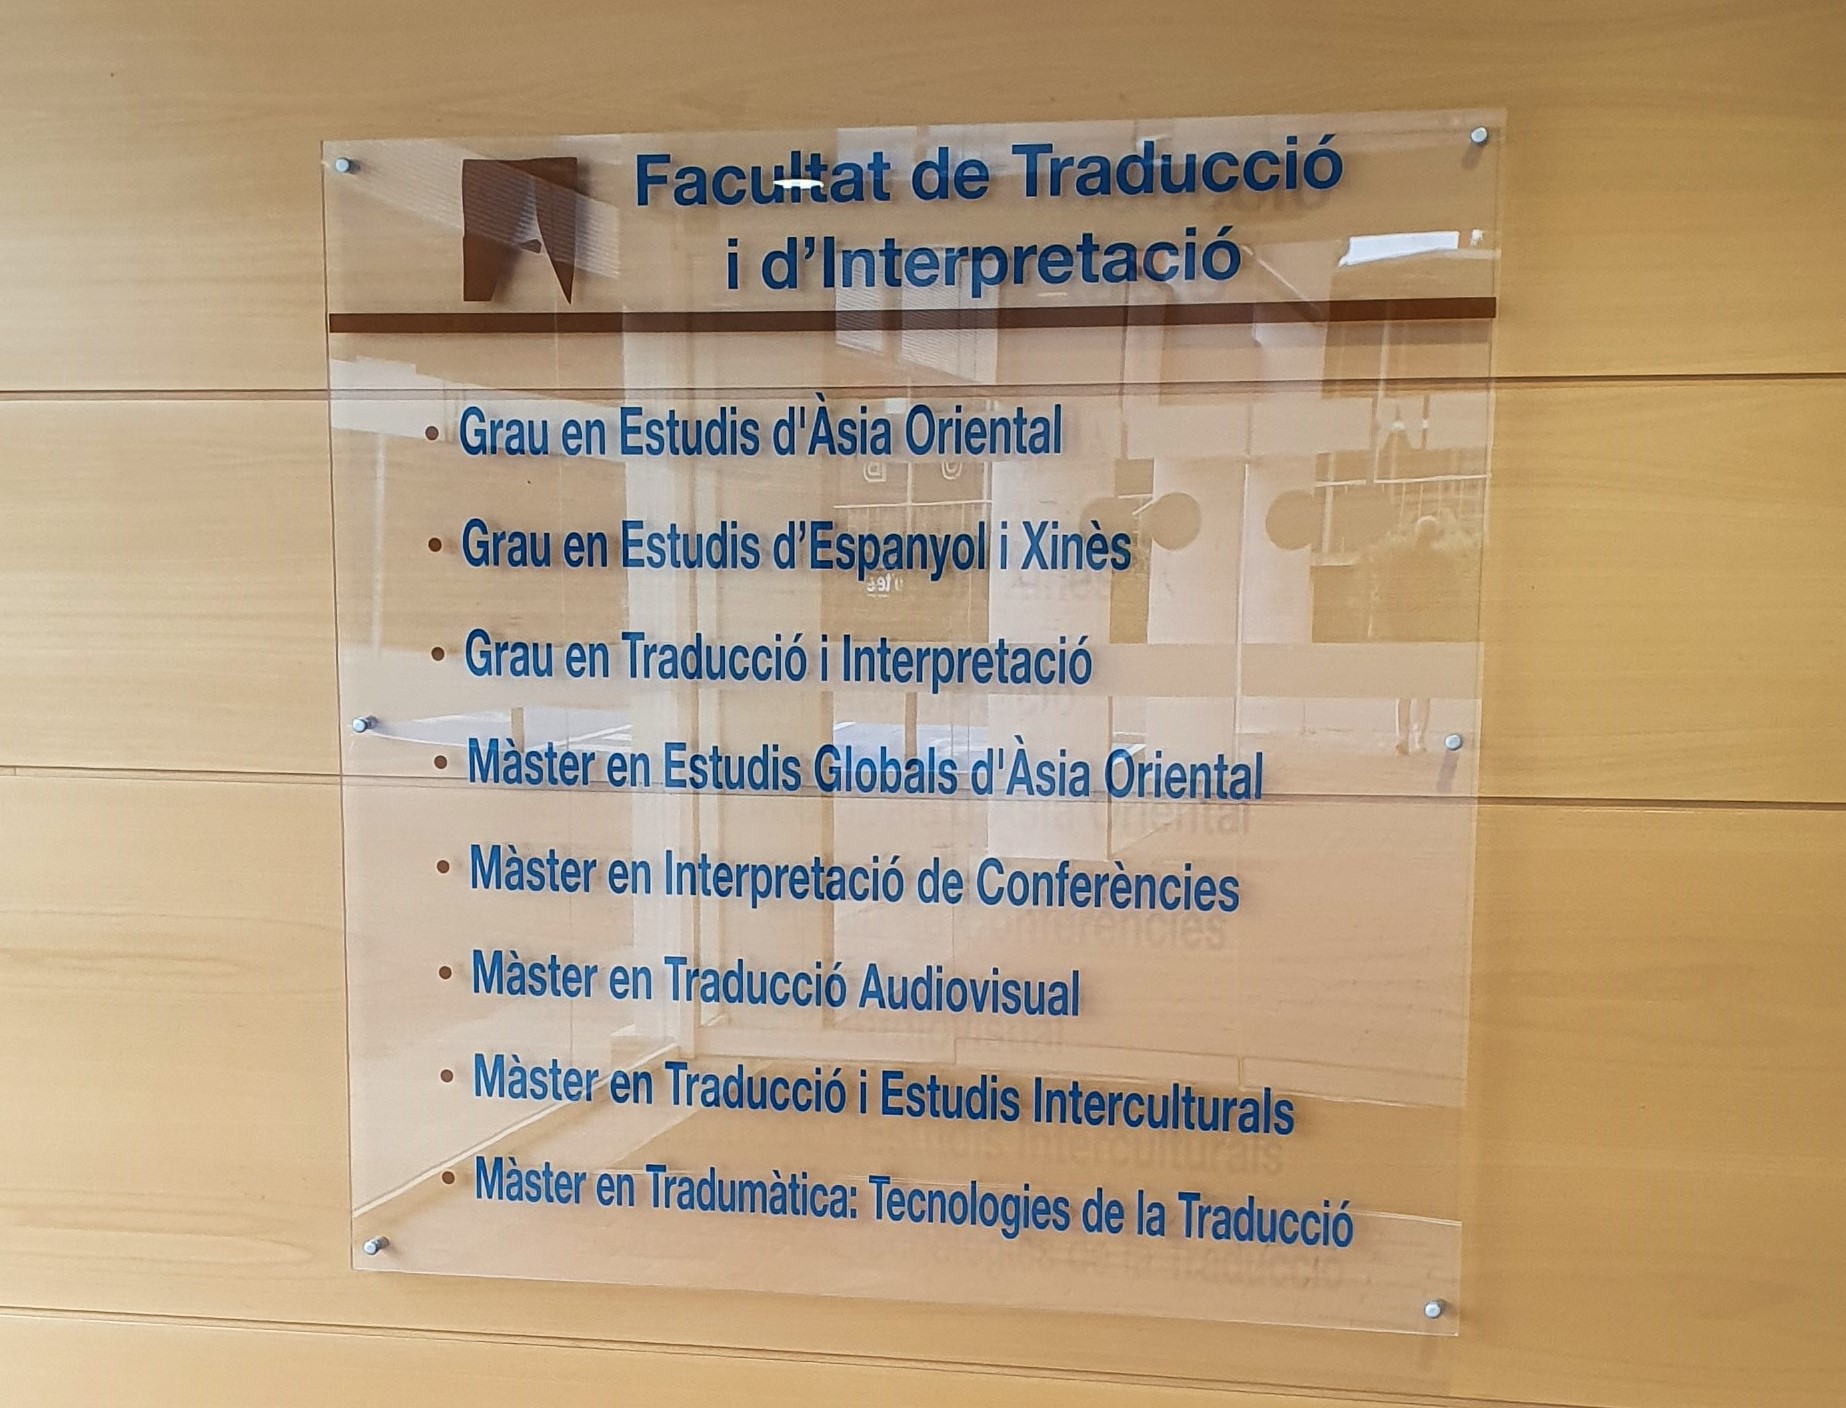 Facultat de Traducció
i d’Interpretació
• Grau en Estudis d'Àsia Oriental
• Grau en Estudis d’Espanyol i Xinès
• Grau en Traducció i Interpretació
• Màster en Estudis Globals d'Àsia Oriental
• Màster en Interpretació de Conferències
• Màster en Traducció Audiovisual
• Màster en Traducció i Estudis Interculturals
• Màster en Tradumàtica: Tecnologies de la Traducció